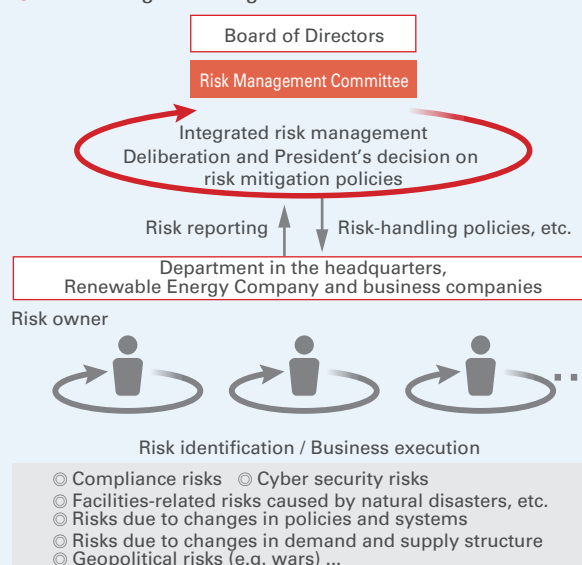 Board of Directors
Risk Management Committee
Integrated risk management
Deliberation and President's decision on
risk mitigation policies
Risk reporting
Risk-handling policies, etc.
Department in the headquarters,
Renewable Energy Company and business companies
Risk owner
Risk identification / Business execution
◎ Compliance risks ◎ Cyber security risks
◎ Facilities-related risks caused by natural disasters, etc.
◎ Risks due to changes in policies and systems
◎ Risks due to changes in demand and supply structure
◎ Geopolitical risks (e.g. wars) ...